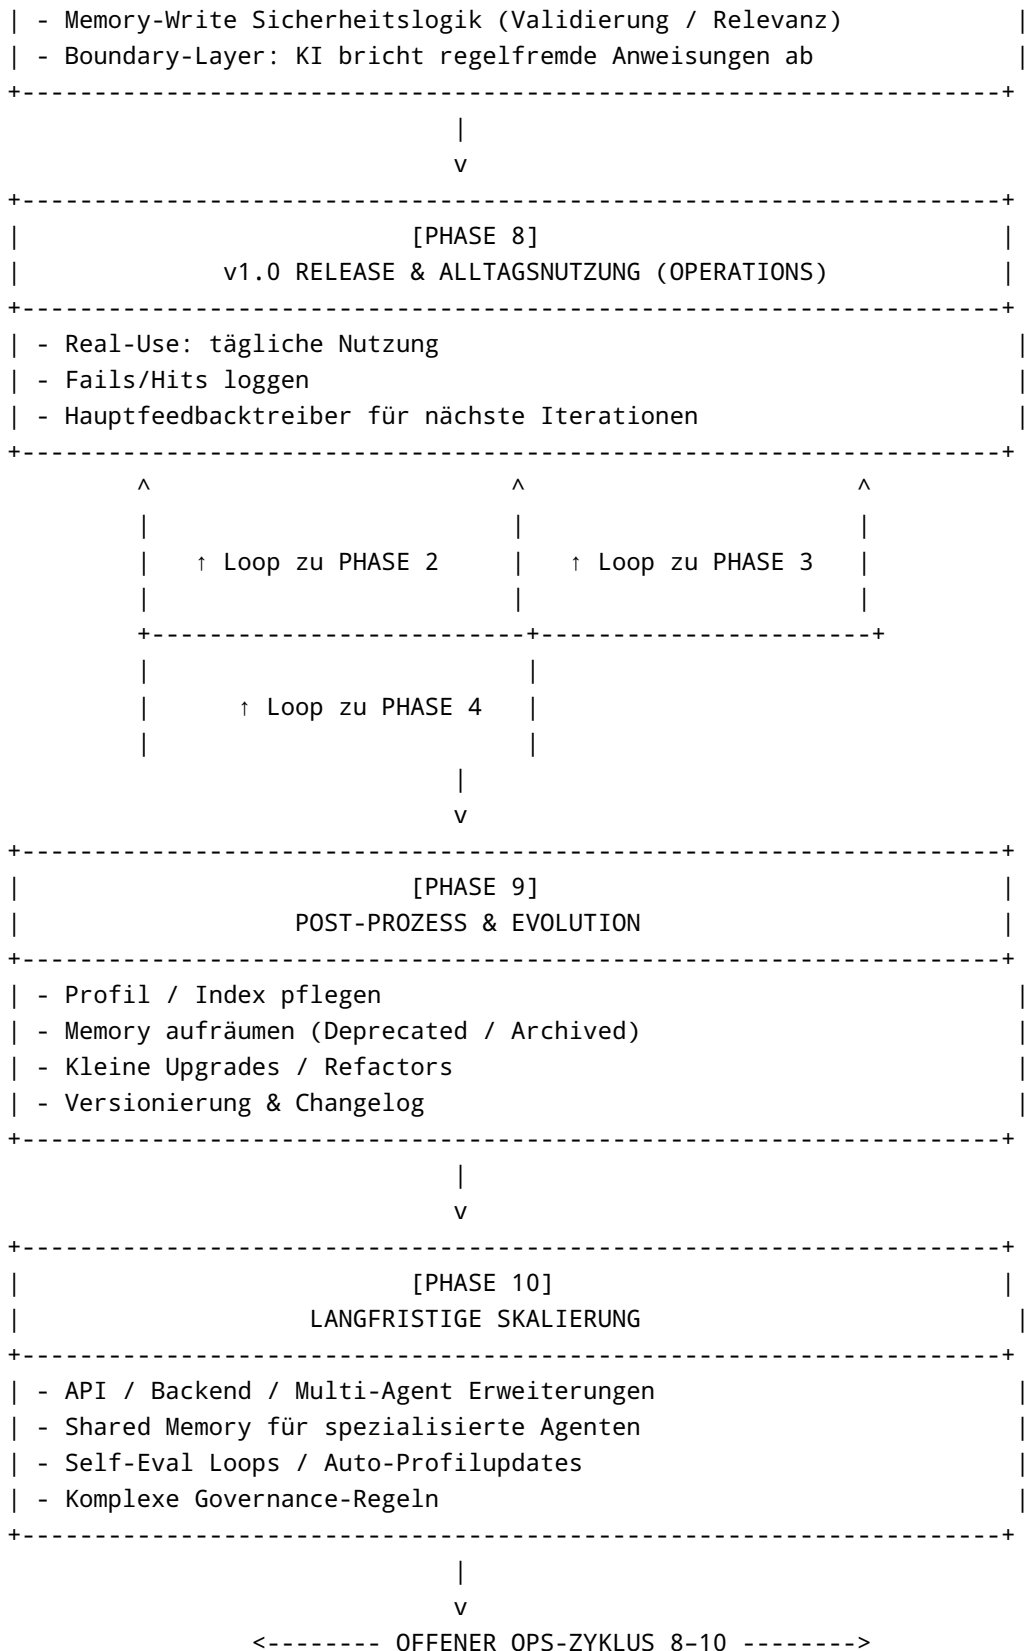 | - Memory-Write Sicherheitslogik (Validierung / Relevanz)            |
| - Boundary-Layer: KI bricht regelfremde Anweisungen ab              |
+--------------------------------------------------------------------+
                               |
                               v
+--------------------------------------------------------------------+
|                           [PHASE 8]                                |
|              v1.0 RELEASE & ALLTAGSNUTZUNG (OPERATIONS)            |
+--------------------------------------------------------------------+
| - Real-Use: tägliche Nutzung                                        |
| - Fails/Hits loggen                                                 |
| - Hauptfeedbacktreiber für nächste Iterationen                      |
+--------------------------------------------------------------------+
         ^                         ^                       ^
         |                         |                       |
         |   ↑ Loop zu PHASE 2     |   ↑ Loop zu PHASE 3   |
         |                         |                       |
         +--------------------------+-----------------------+
         |                          |
         |      ↑ Loop zu PHASE 4   |
         |                          |
                               |
                               v
+--------------------------------------------------------------------+
|                           [PHASE 9]                                |
|                   POST-PROZESS & EVOLUTION                         |
+--------------------------------------------------------------------+
| - Profil / Index pflegen                                            |
| - Memory aufräumen (Deprecated / Archived)                          |
| - Kleine Upgrades / Refactors                                       |
| - Versionierung & Changelog                                         |
+--------------------------------------------------------------------+
                               |
                               v
+--------------------------------------------------------------------+
|                           [PHASE 10]                               |
|                    LANGFRISTIGE SKALIERUNG                          |
+--------------------------------------------------------------------+
| - API / Backend / Multi-Agent Erweiterungen                         |
| - Shared Memory für spezialisierte Agenten                          |
| - Self-Eval Loops / Auto-Profilupdates                              |
| - Komplexe Governance-Regeln                                        |
+--------------------------------------------------------------------+
                               |
                               v
                 <-------- OFFENER OPS-ZYKLUS 8–10 -------->